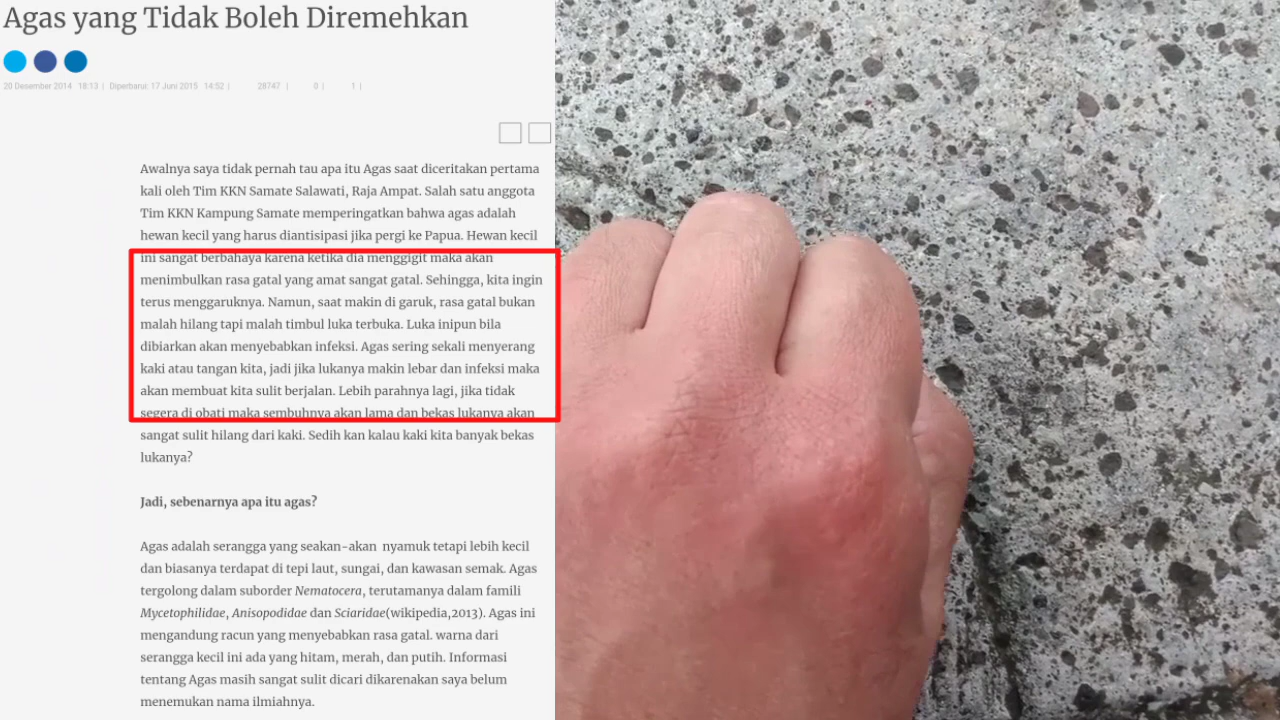 Agas yang Tidak Boleh Diremehkan
20 Desember 2014 18:13 | Diperbarui: 17 Juni 2015 14:52 | 28747 | 0 | 1 |
Awalnya saya tidak pernah tau apa itu Agas saat diceritakan pertama
kali oleh Tim KKN Samate Salawati, Raja Ampat. Salah satu anggota
Tim KKN Kampung Samate memperingatkan bahwa agas adalah
hewan kecil yang harus diantisipasi jika pergi ke Papua. Hewan kecil
ini sangat berbahaya karena ketika dia menggigit maka akan
menimbulkan rasa gatal yang amat sangat gatal. Sehingga, kita ingin
terus menggaruknya. Namun, saat makin di garuk, rasa gatal bukan
malah hilang tapi malah timbul luka terbuka. Luka inipun bila
dibiarkan akan menyebabkan infeksi. Agas sering sekali menyerang
kaki atau tangan kita, jadi jika lukanya makin lebar dan infeksi maka
akan membuat kita sulit berjalan. Lebih parahnya lagi, jika tidak
segera di obati maka sembuhnya akan lama dan bekas lukanya akan
sangat sulit hilang dari kaki. Sedih kan kalau kaki kita banyak bekas
lukanya?
Jadi, sebenarnya apa itu agas?
Agas adalah serangga yang seakan-akan nyamuk tetapi lebih kecil
dan biasanya terdapat di tepi laut, sungai, dan kawasan semak. Agas
tergolong dalam suborder Nematocera, terutamanya dalam famili
Mycetophilidae, Anisopodidae dan Sciaridae(wikipedia,2013). Agas ini
mengandung racun yang menyebabkan rasa gatal. warna dari
serangga kecil ini ada yang hitam, merah, dan putih. Informasi
tentang Agas masih sangat sulit dicari dikarenakan saya belum
menemukan nama ilmiahnya.